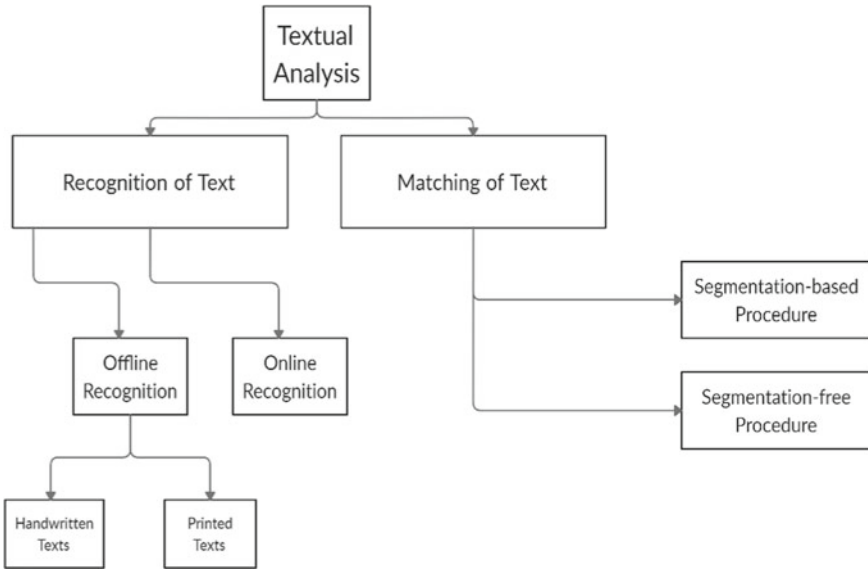 Textual
Analysis
Recognition of Text
Matching of Text
Segmentation-based
Procedure
Offline
Recognition
Online
Recognition
Segmentation-free
Procedure
Handwritten
Texts
Printed
Texts